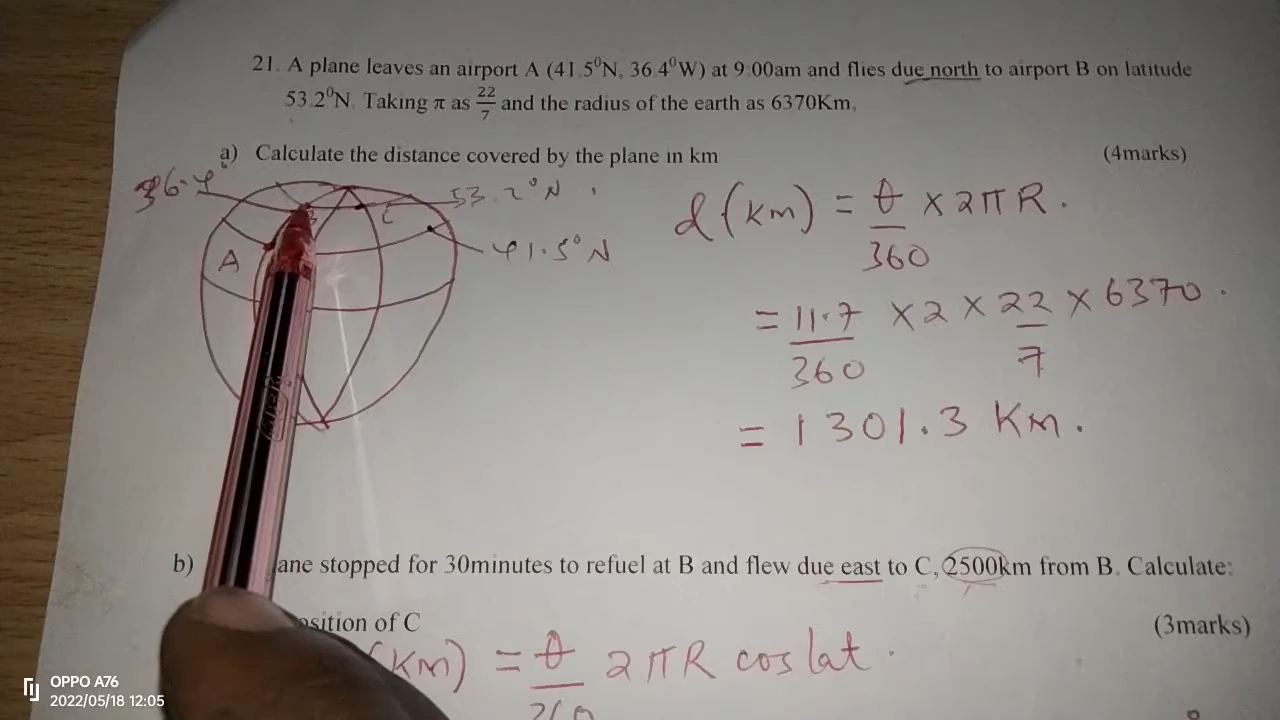 21. A plane leaves an airport A (41.5⁰N, 36.4⁰W) at 9.00am and flies due north to airport B on latitude
53.2⁰N. Taking π as 22/7 and the radius of the earth as 6370Km,
a) Calculate the distance covered by the plane in km (4marks)
36.4°
53.2°N
C
41.5°N
A
d(km) = θ/360 × 2πR.
= 11.7/360 × 2 × 22/7 × 6370.
= 1301.3 Km.
b) ane stopped for 30minutes to refuel at B and flew due east to C, 2500km from B. Calculate:
osition of C (3marks)
(km) = θ/360 2πR cos lat.
OPPO A76
2022/05/18 12:05